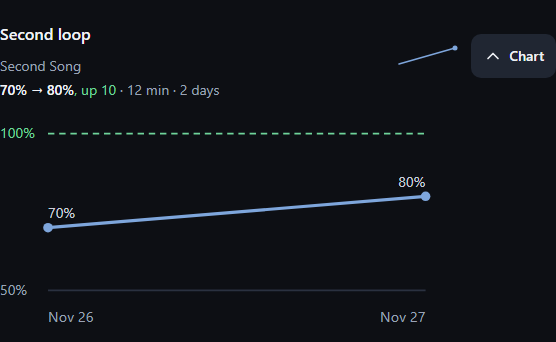 Second loop
Chart
Second Song
70% → 80%, up 10 · 12 min · 2 days
100%
80%
70%
50%
Nov 26
Nov 27